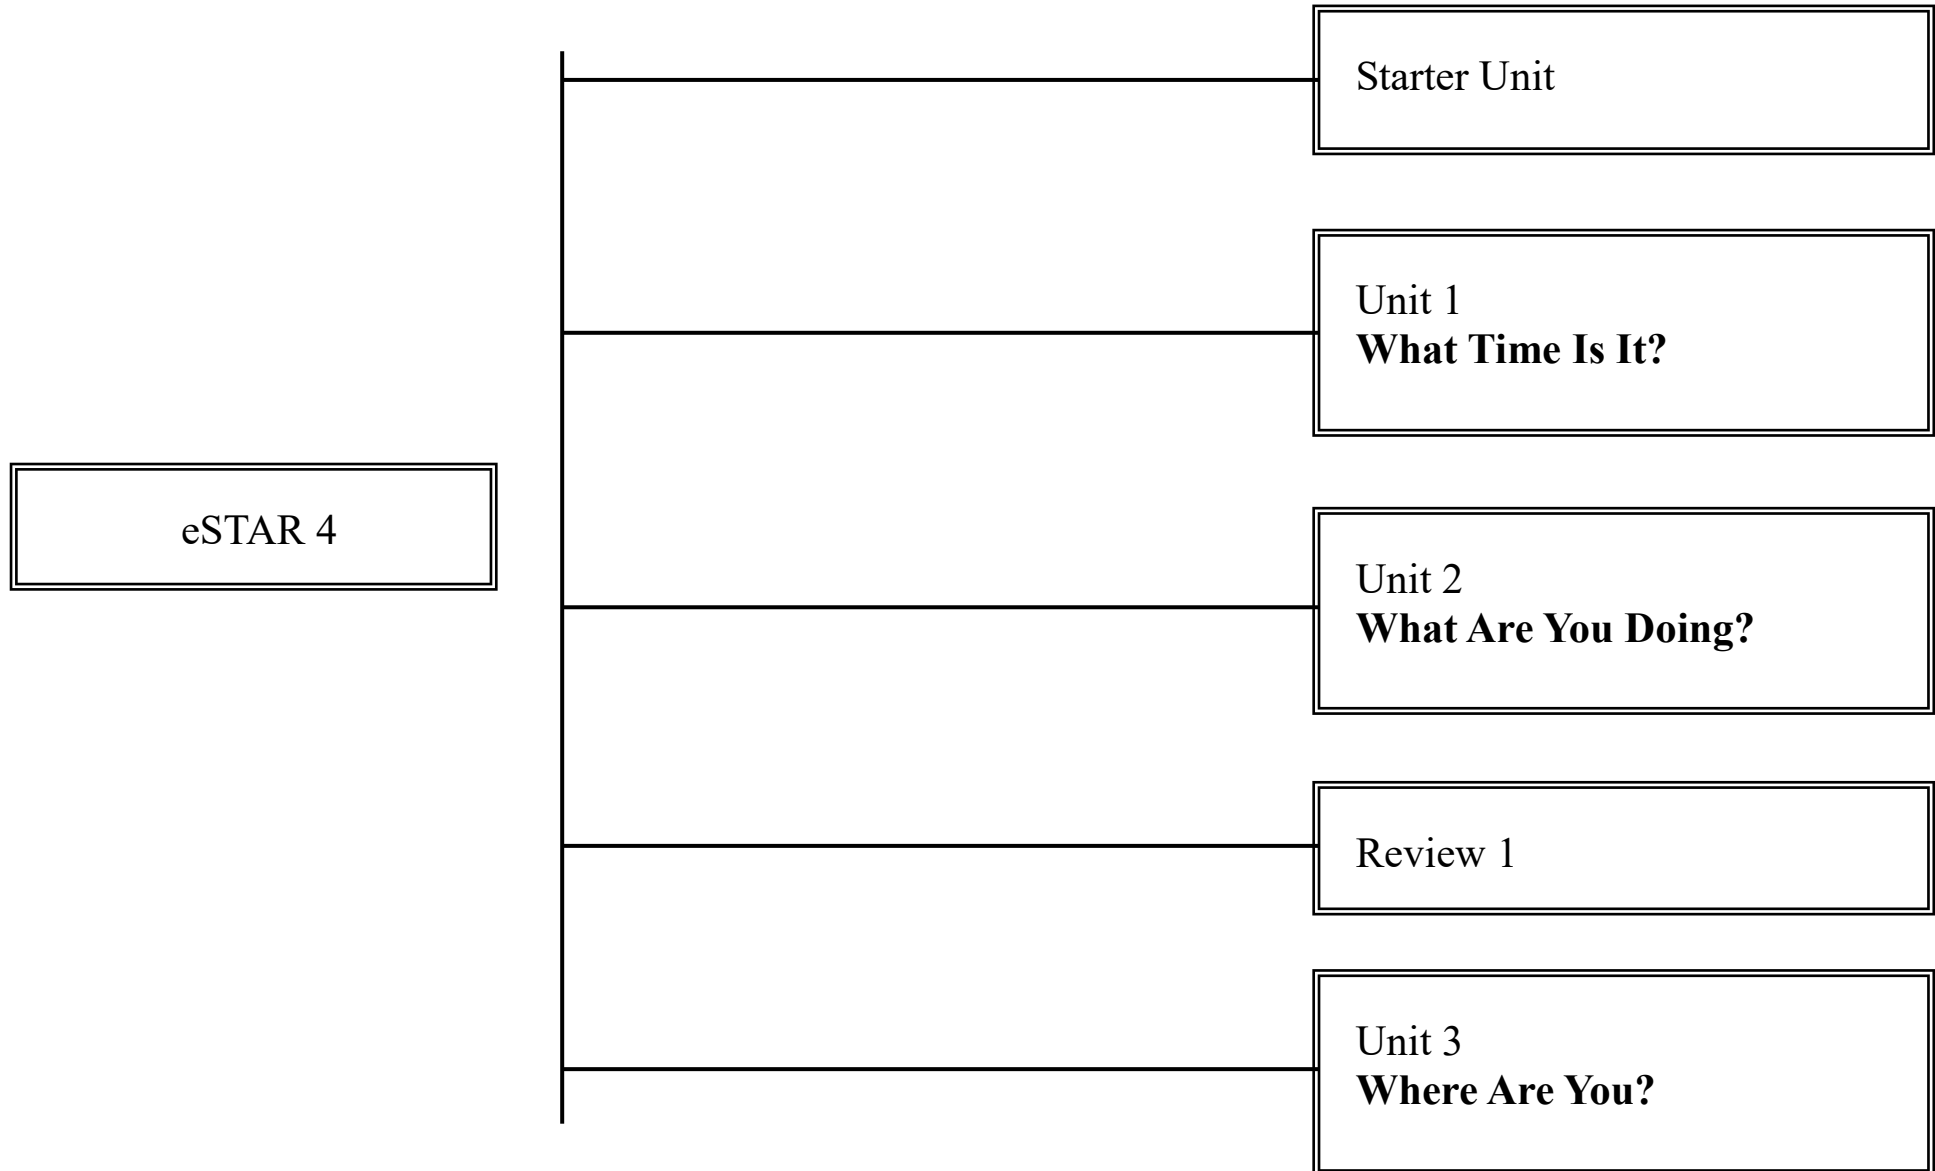 Starter Unit
Unit 1
What Time Is It?
eSTAR 4
Unit 2
What Are You Doing?
Review 1
Unit 3
Where Are You?